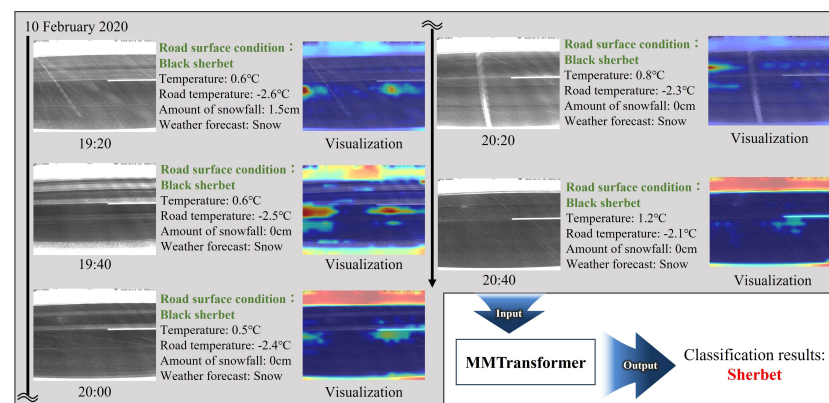 10 February 2020
Road surface condition：
Black sherbet
Temperature: 0.6℃
Road temperature: -2.6℃
Amount of snowfall: 1.5cm
Weather forecast: Snow
19:20
Visualization
Road surface condition：
Black sherbet
Temperature: 0.6℃
Road temperature: -2.5℃
Amount of snowfall: 0cm
Weather forecast: Snow
19:40
Visualization
Road surface condition：
Black sherbet
Temperature: 0.5℃
Road temperature: -2.4℃
Amount of snowfall: 0cm
Weather forecast: Snow
20:00
Visualization
Road surface condition：
Black sherbet
Temperature: 0.8℃
Road temperature: -2.3℃
Amount of snowfall: 0cm
Weather forecast: Snow
20:20
Visualization
Road surface condition：
Black sherbet
Temperature: 1.2℃
Road temperature: -2.1℃
Amount of snowfall: 0cm
Weather forecast: Snow
20:40
Visualization
Input
MMTransformer
Output
Classification results:
Sherbet